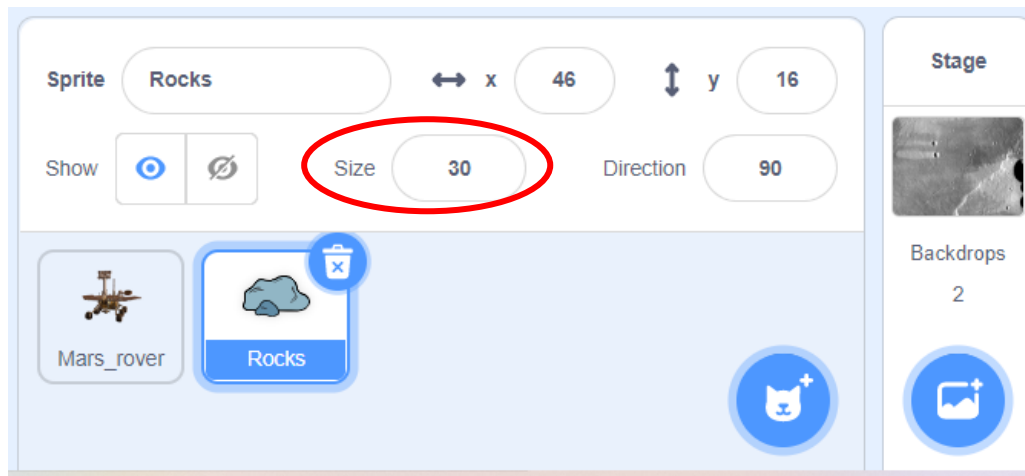 Sprite Rocks x 46 y 16
Show Size 30 Direction 90
Mars_rover Rocks
Stage
Backdrops
2